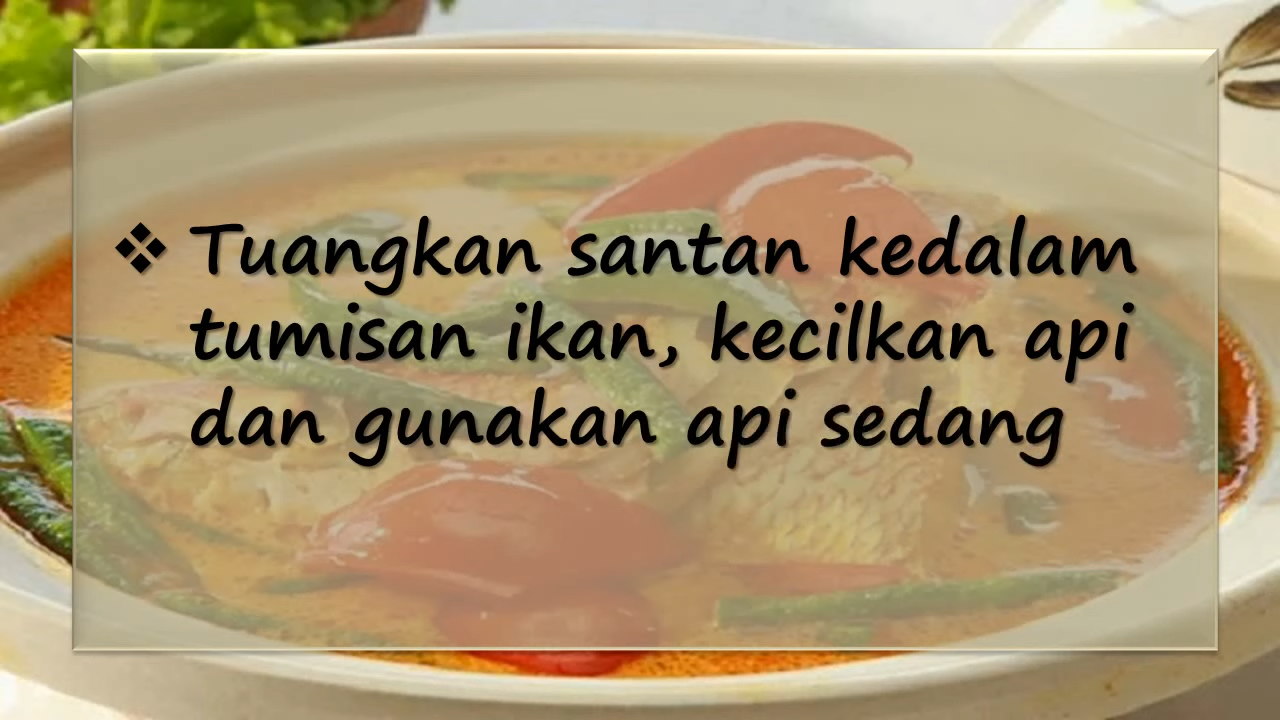 ❖ Tuangkan santan kedalam
tumisan ikan, kecilkan api
dan gunakan api sedang